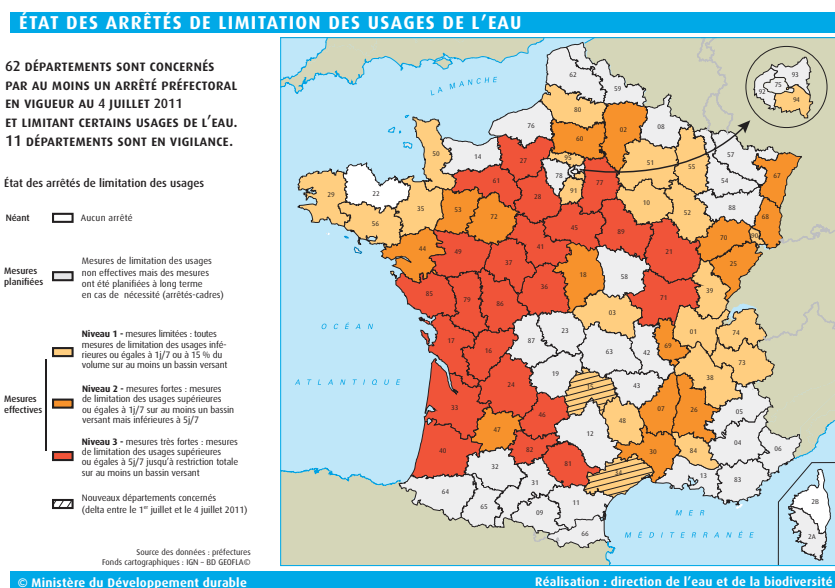 ÉTAT DES ARRÊTÉS DE LIMITATION DES USAGES DE L'EAU
62 DÉPARTEMENTS SONT CONCERNÉS
PAR AU MOINS UN ARRÊTÉ PRÉFECTORAL
EN VIGUEUR AU 4 JUILLET 2011
ET LIMITANT CERTAINS USAGES DE L'EAU.
11 DÉPARTEMENTS SONT EN VIGILANCE.
État des arrêtés de limitation des usages
Néant
Aucun arrêté
Mesures
planifiées
Mesures de limitation des usages
non effectives mais des mesures
ont été planifiées à long terme
en cas de nécessité (arrêtés-cadres)
Mesures
effectives
Niveau 1 - mesures limitées : toutes
mesures de limitation des usages infé-
rieures ou égales à 1j/7 ou à 15 % du
volume sur au moins un bassin versant
Niveau 2 - mesures fortes : mesures
de limitation des usages supérieures
ou égales à 1j/7 sur au moins un bassin
versant mais inférieures à 5j/7
Niveau 3 - mesures très fortes : mesures
de limitation des usages supérieures
ou égales à 5j/7 jusqu'à restriction totale
sur au moins un bassin versant
Nouveaux départements concernés
(delta entre le 1er juillet et le 4 juillet 2011)
Source des données : préfectures
Fonds cartographiques : IGN – BD GEOFLA©
LA MANCHE
OCÉAN
ATLANTIQUE
MER
MÉDITERRANÉE
93
75
92
94
62
59
80
76
60
02
08
50
14
27
95
78
91
77
51
55
57
54
67
88
68
29
22
56
35
53
72
61
28
10
52
70
90
25
44
49
41
45
89
21
37
18
58
71
39
85
79
86
36
03
01
74
17
16
87
23
63
42
69
73
38
24
19
15
43
33
46
48
07
26
05
47
12
40
82
81
30
84
04
06
34
13
83
32
31
64
65
09
11
66
2B
2A
© Ministère du Développement durable
Réalisation : direction de l'eau et de la biodiversité